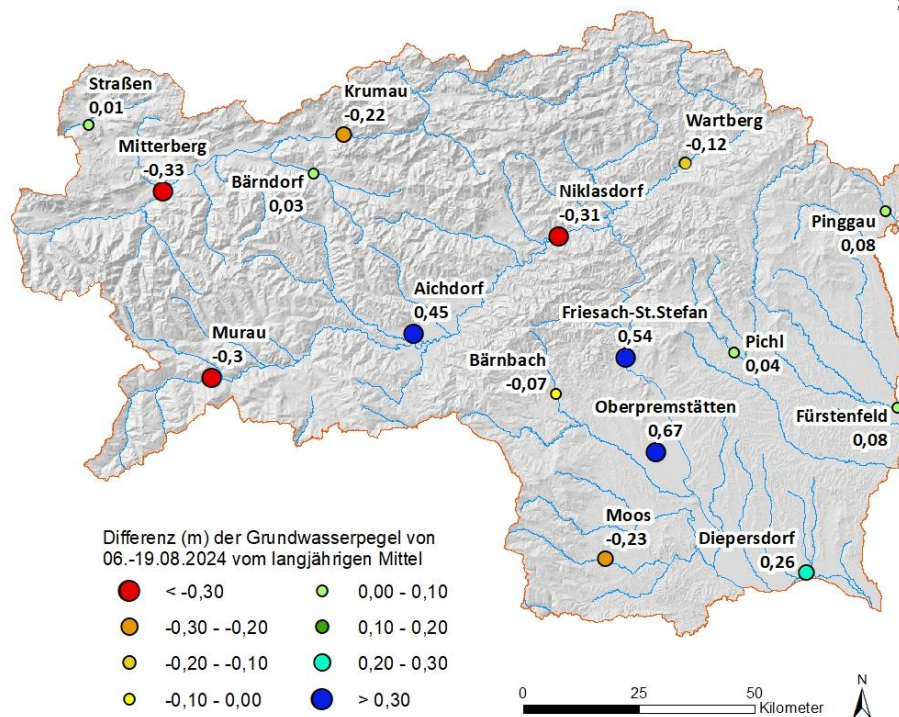 Straßen
0,01
Krumau
-0,22
Wartberg
-0,12
Mitterberg
-0,33
Bärndorf
0,03
Niklasdorf
-0,31
Pinggau
0,08
Aichdorf
0,45
Friesach-St.Stefan
0,54
Murau
-0,3
Bärnbach
-0,07
Pichl
0,04
Oberpremstätten
0,67
Fürstenfeld
0,08
Moos
-0,23
Diepersdorf
0,26
Differenz (m) der Grundwasserpegel von
06.-19.08.2024 vom langjährigen Mittel
< -0,30
0,00 - 0,10
-0,30 - -0,20
0,10 - 0,20
-0,20 - -0,10
0,20 - 0,30
-0,10 - 0,00
> 0,30
0 25 50
Kilometer
N